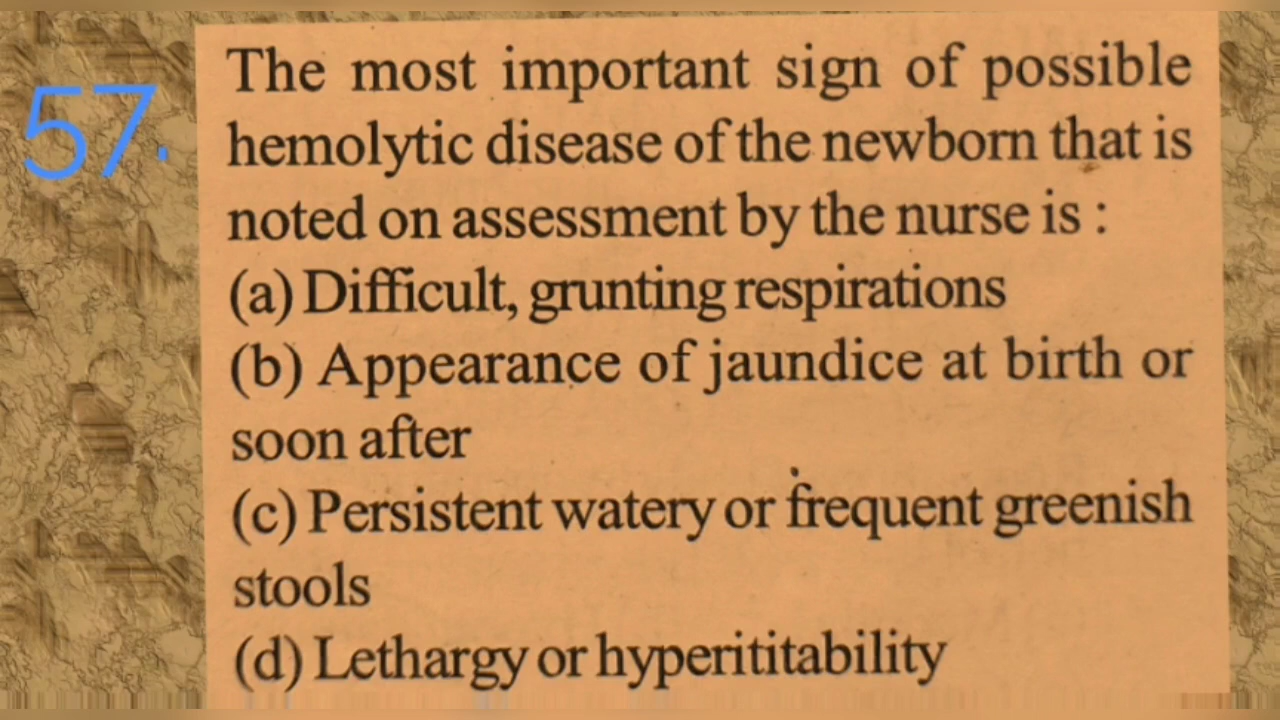 57.
The most important sign of possible
hemolytic disease of the newborn that is
noted on assessment by the nurse is :
(a) Difficult, grunting respirations
(b) Appearance of jaundice at birth or
soon after
(c) Persistent watery or frequent greenish
stools
(d) Lethargy or hyperititability